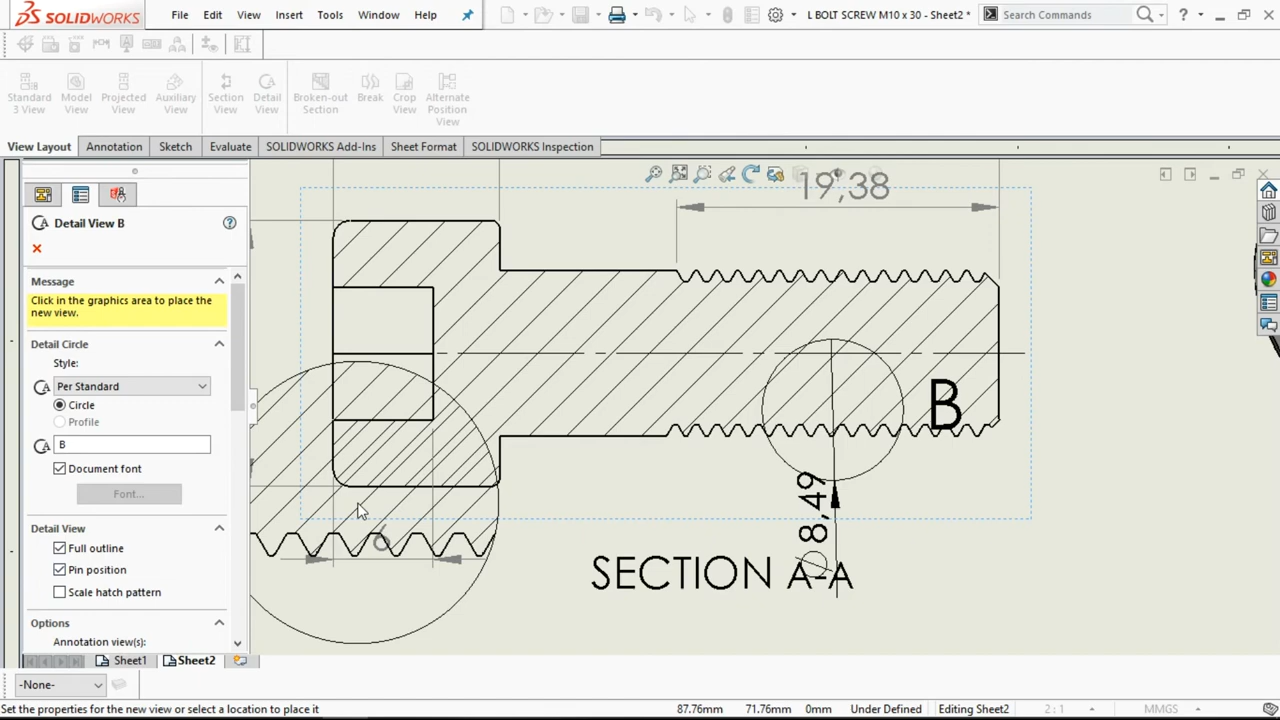 SOLIDWORKS File Edit View Insert Tools Window Help L BOLT SCREW M10 x 30 - Sheet2 * Search Commands ?
Standard 3 View
Model View
Projected View
Auxiliary View
Section View
Detail View
Broken-out Section
Break
Crop View
Alternate Position View
View Layout Annotation Sketch Evaluate SOLIDWORKS Add-Ins Sheet Format SOLIDWORKS Inspection
Detail View B
Message
Click in the graphics area to place the
new view.
Detail Circle
Style:
Per Standard
Circle
Profile
B
Document font
Font...
Detail View
Full outline
Pin position
Scale hatch pattern
Options
Annotation view(s):
19,38
B
∅8,49
6
SECTION A-A
Sheet1 Sheet2
-None-
Set the properties for the new view or select a location to place it 87.76mm 71.76mm 0mm Under Defined Editing Sheet2 2 : 1 MMGS